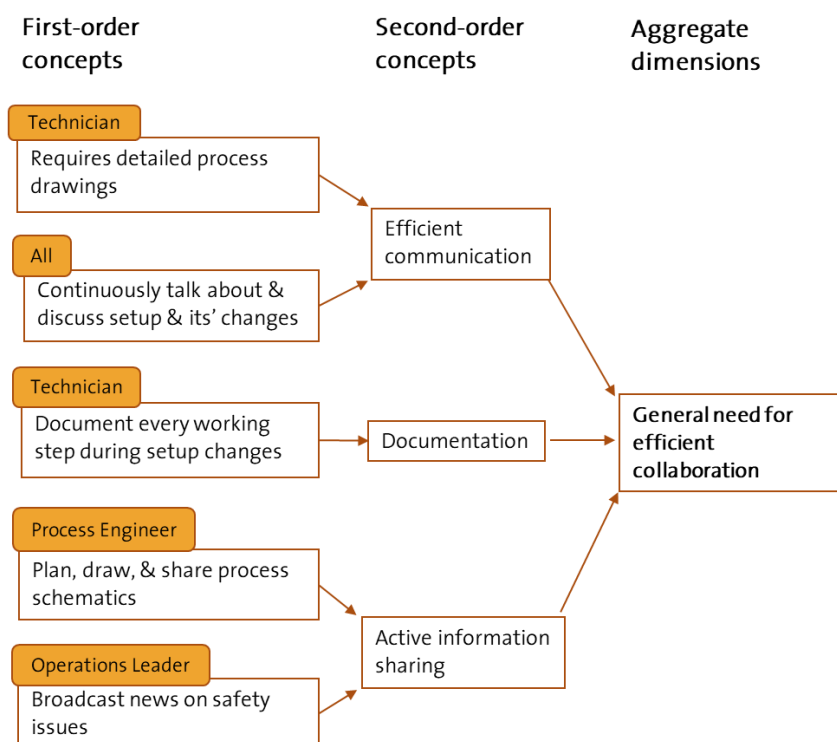 First-order
concepts
Second-order
concepts
Aggregate
dimensions
Technician
Requires detailed process
drawings
All
Continuously talk about &
discuss setup & its’ changes
Efficient
communication
Technician
Document every working
step during setup changes
Documentation
General need for
efficient
collaboration
Process Engineer
Plan, draw, & share process
schematics
Operations Leader
Broadcast news on safety
issues
Active information
sharing